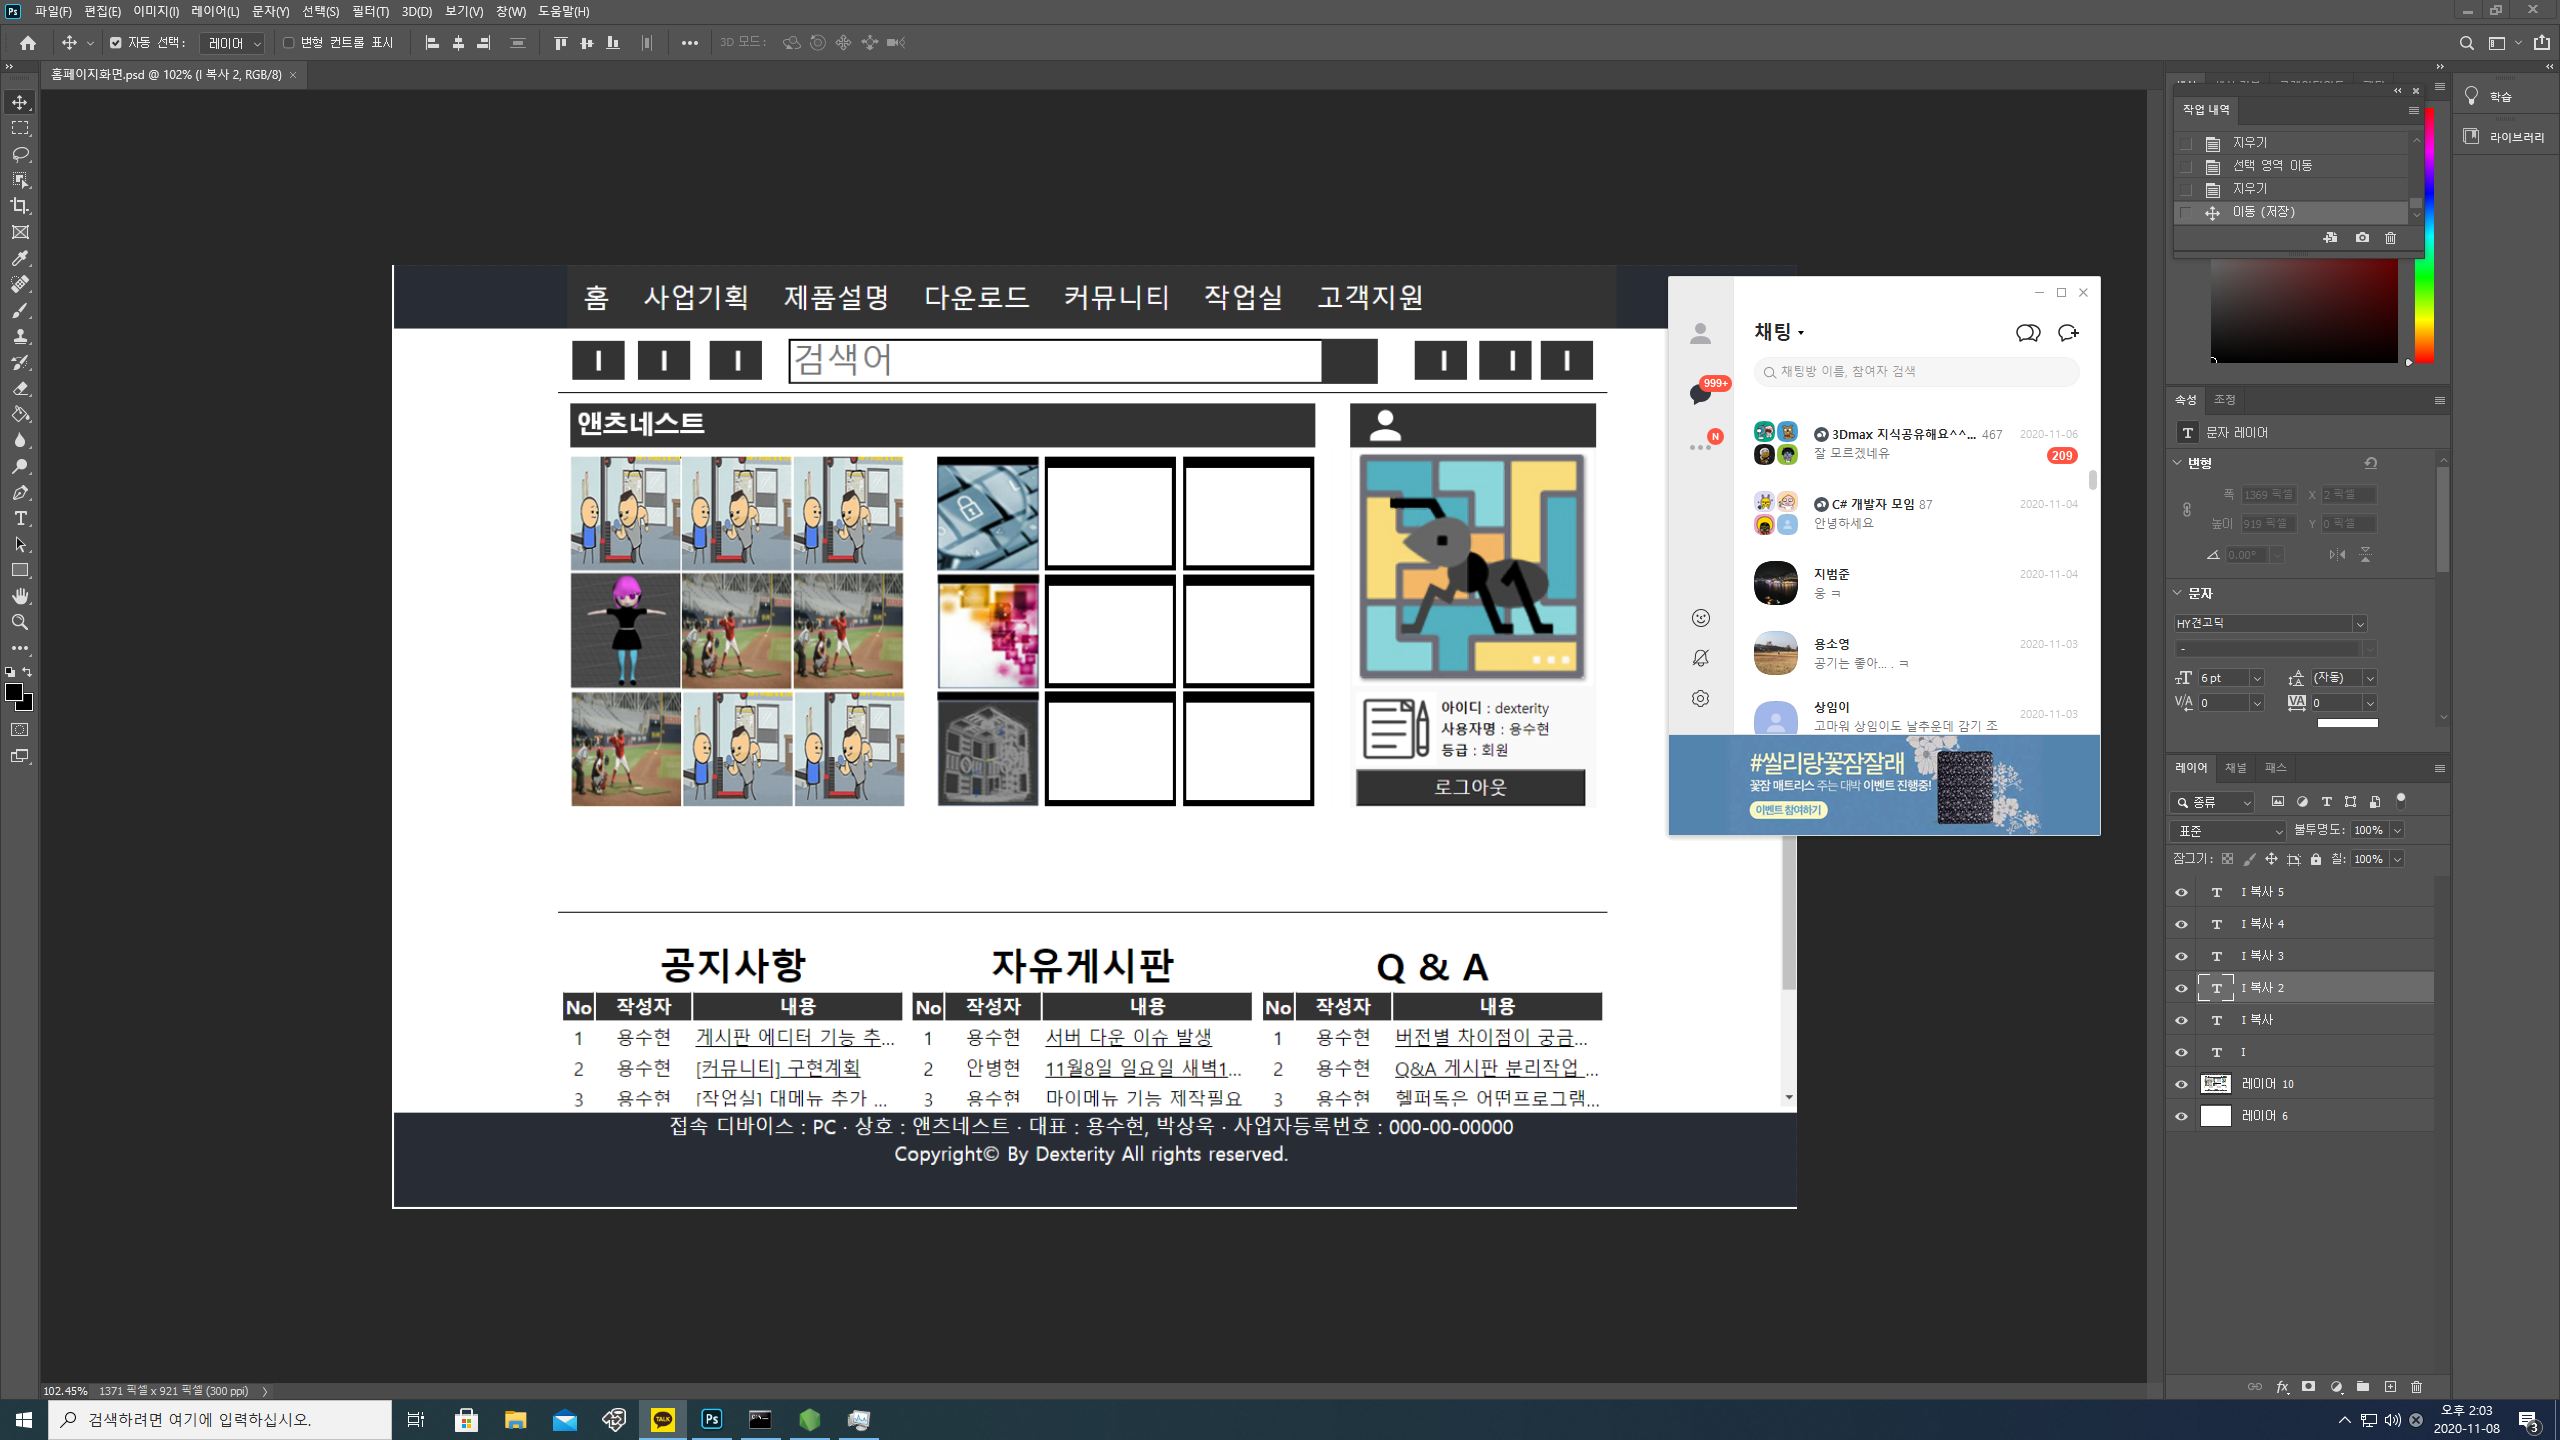 파일(F) 편집(E) 이미지(I) 레이어(L) 문자(Y) 선택(S) 필터(T) 3D(D) 보기(V) 창(W) 도움말(H)
자동 선택: 레이어 변형 컨트롤 표시 3D 모드:
홈페이지화면.psd @ 102% (I 복사 2, RGB/8)
홈 사업기획 제품설명 다운로드 커뮤니티 작업실 고객지원
I I I 검색어 I I I
앤츠네스트
아이디 : dexterity
사용자명 : 용수현
등급 : 회원
로그아웃
공지사항
No 작성자 내용
1 용수현 게시판 에디터 기능 추...
2 용수현 [커뮤니티] 구현계획
3 용수현 [작업실] 대메뉴 추가 ...
자유게시판
No 작성자 내용
1 용수현 서버 다운 이슈 발생
2 안병현 11월8일 일요일 새벽1...
3 용수현 마이메뉴 기능 제작필요
Q & A
No 작성자 내용
1 용수현 버전별 차이점이 궁금...
2 용수현 Q&A 게시판 분리작업 ...
3 용수현 헬퍼독은 어떤프로그램...
접속 디바이스 : PC · 상호 : 앤츠네스트 · 대표 : 용수현, 박상욱 · 사업자등록번호 : 000-00-00000
Copyright© By Dexterity All rights reserved.
채팅
999+
채팅방 이름, 참여자 검색
N
3Dmax 지식공유해요^^... 467 2020-11-06
잘 모르겠네유 209
C# 개발자 모임 87 2020-11-04
안녕하세요
지범준 2020-11-04
웅 ㅋ
용소영 2020-11-03
공기는 좋아... . ㅋ
상임이 2020-11-03
고마워 상임이도 날추운데 감기 조
#씰리랑꽃잠잘래
꽃잠 매트리스 주는 대박 이벤트 진행중!
이벤트 참여하기
작업 내역
지우기
선택 영역 이동
지우기
이동 (저장)
학습
라이브러리
속성 조정
T 문자 레이어
변형
폭 1369 픽셀 X 2 픽셀
높이 919 픽셀 Y 0 픽셀
0.00°
문자
HY견고딕
-
6 pt (자동)
0 0
레이어 채널 패스
종류
표준 불투명도: 100%
잠그기: 칠: 100%
T I 복사 5
T I 복사 4
T I 복사 3
T I 복사 2
T I 복사
T I
레이어 10
레이어 6
102.45% 1371 픽셀 x 921 픽셀 (300 ppi)
검색하려면 여기에 입력하십시오.
TALK
Ps
오후 2:03
2020-11-08
3